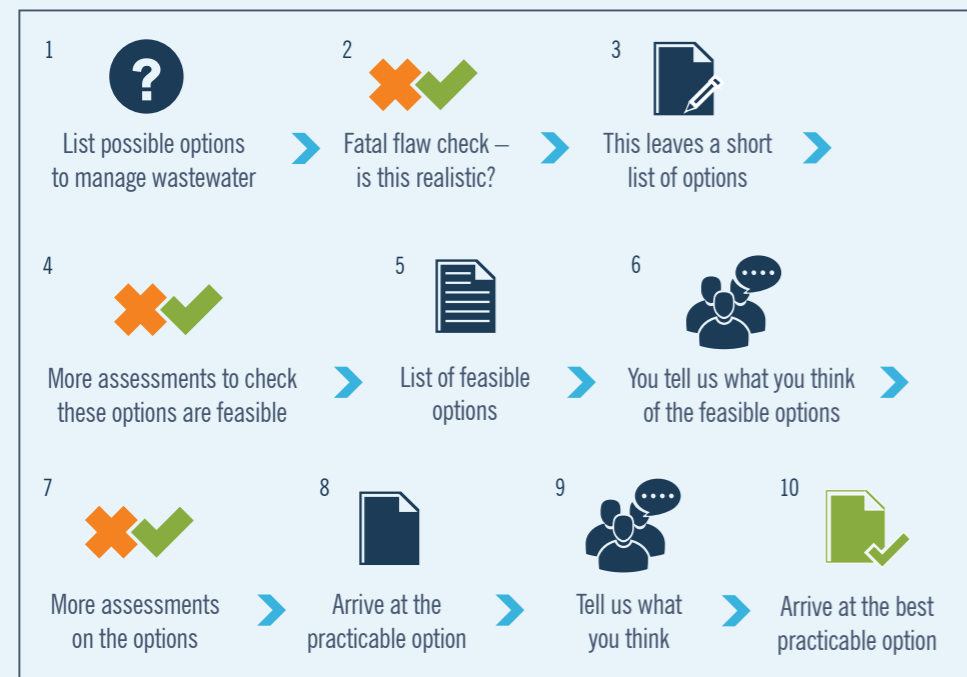 1
?
List possible options
to manage wastewater
2
Fatal flaw check –
is this realistic?
3
This leaves a short
list of options
4
More assessments to check
these options are feasible
5
List of feasible
options
6
You tell us what you think
of the feasible options
7
More assessments
on the options
8
Arrive at the
practicable option
9
Tell us what
you think
10
Arrive at the best
practicable option